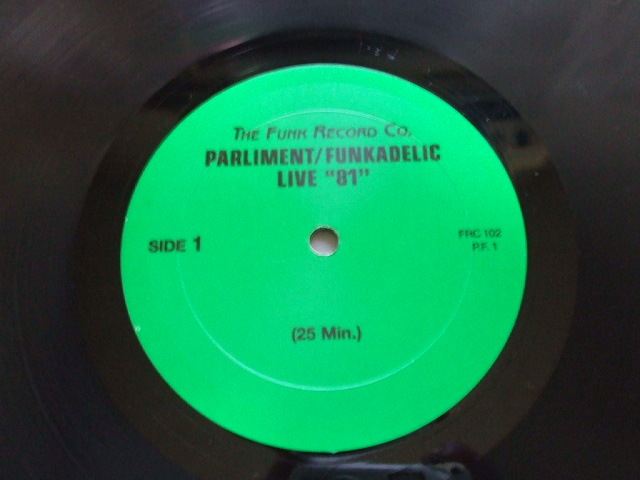 THE FUNK RECORD CO.
PARLIMENT/FUNKADELIC
LIVE "81"
SIDE 1
FRC 102
P.F. 1
(25 Min.)